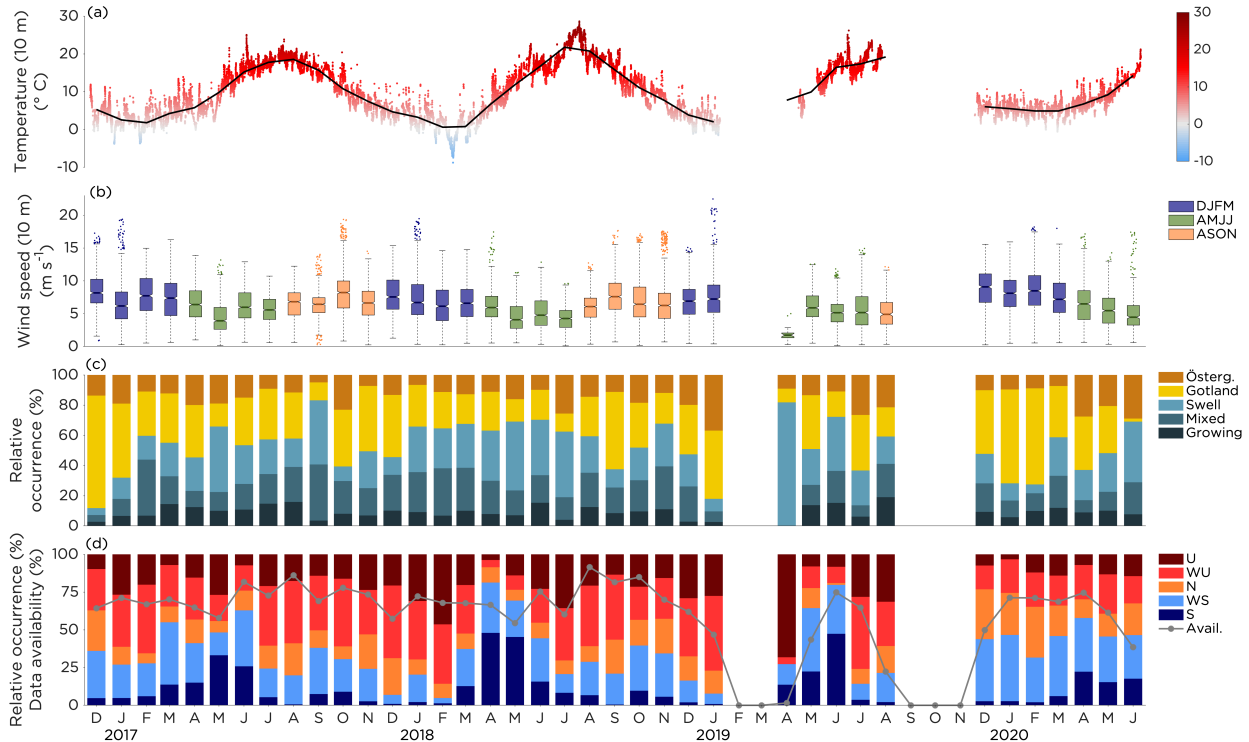 (a)
Temperature (10 m)
(° C)
30
20
10
0
-10
30
20
10
0
-10
(b)
Wind speed (10 m)
(m s⁻¹)
20
15
10
5
0
DJFM
AMJJ
ASON
(c)
Relative
occurrence (%)
100
80
60
40
20
0
Österg.
Gotland
Swell
Mixed
Growing
(d)
Relative occurrence (%)
Data availability (%)
100
75
50
25
0
U
WU
N
WS
S
Avail.
D J F M A M J J A S O N D J F M A M J J A S O N D J F M A M J J A S O N D J F M A M J
2017 2018 2019 2020